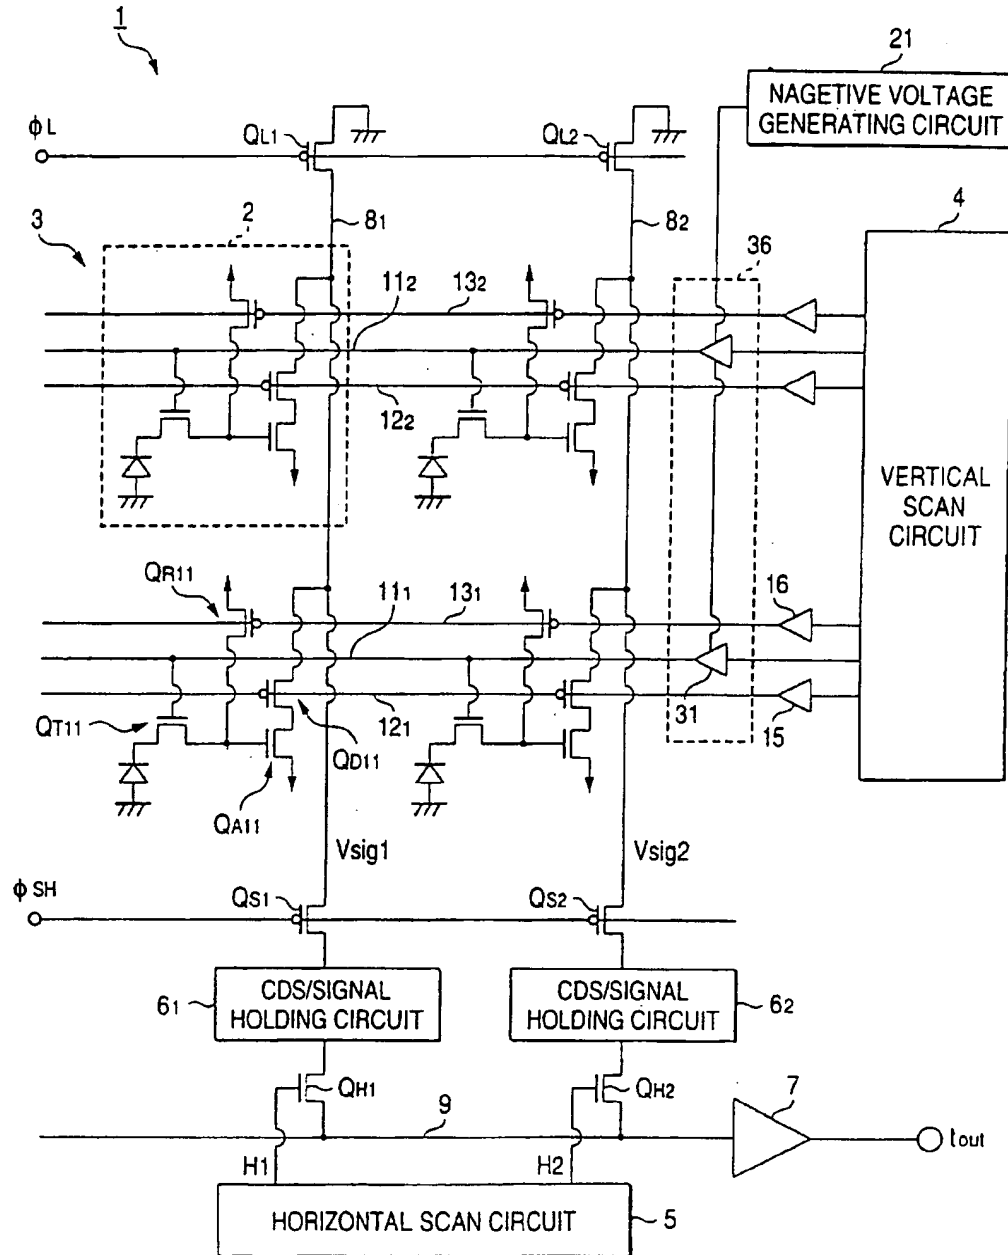 1
21
NAGETIVE VOLTAGE
GENERATING CIRCUIT
φL
QL1
QL2
3
2
81
82
36
4
112
132
122
VERTICAL
SCAN
CIRCUIT
QR11
111
131
16
QT11
121
QD11
31
15
QA11
Vsig1
Vsig2
φSH
QS1
QS2
61
CDS/SIGNAL
HOLDING CIRCUIT
CDS/SIGNAL
HOLDING CIRCUIT
62
QH1
QH2
9
7
tout
H1
H2
HORIZONTAL SCAN CIRCUIT
5